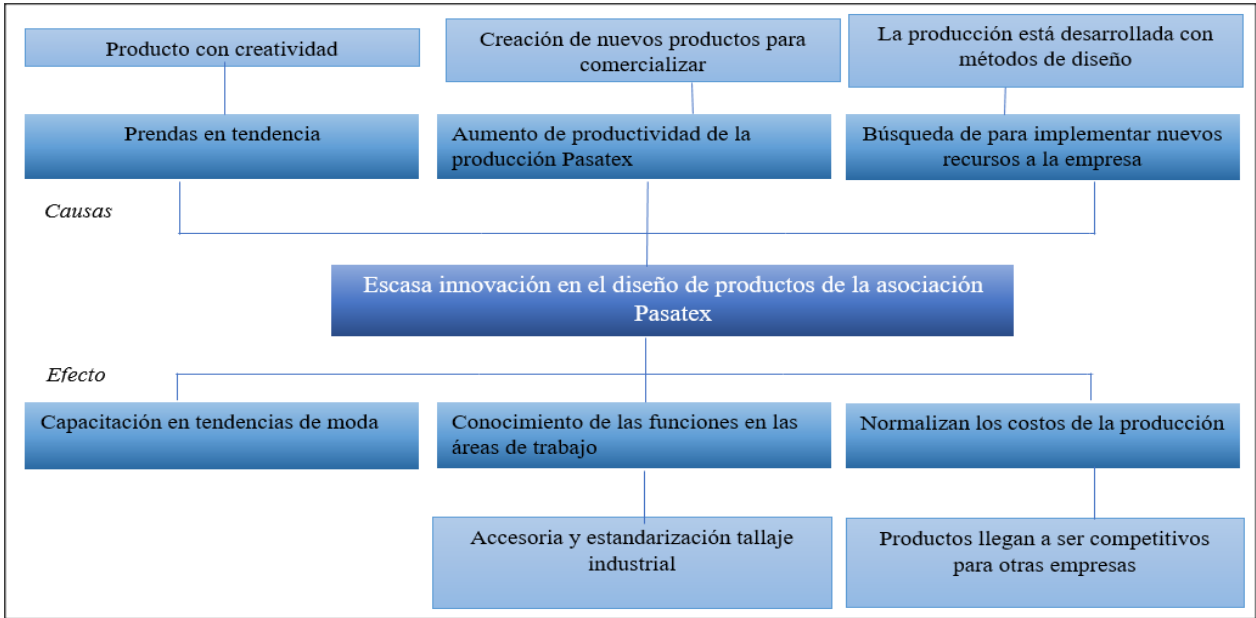 Producto con creatividad
Creación de nuevos productos para
comercializar
La producción está desarrollada con
métodos de diseño
Prendas en tendencia
Aumento de productividad de la
producción Pasatex
Búsqueda de para implementar nuevos
recursos a la empresa
Causas
Escasa innovación en el diseño de productos de la asociación
Pasatex
Efecto
Capacitación en tendencias de moda
Conocimiento de las funciones en las
áreas de trabajo
Normalizan los costos de la producción
Accesoria y estandarización tallaje
industrial
Productos llegan a ser competitivos
para otras empresas